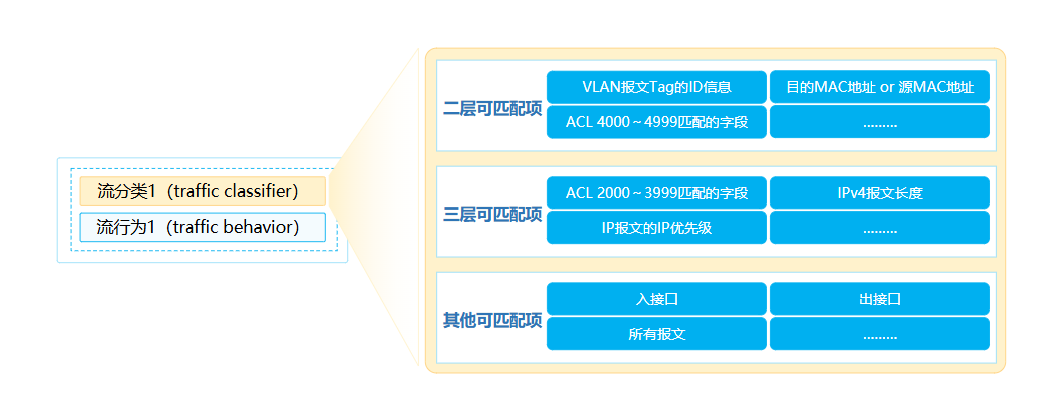 流分类1（traffic classifier）
流行为1（traffic behavior）
二层可匹配项
VLAN报文Tag的ID信息
目的MAC地址 or 源MAC地址
ACL 4000～4999匹配的字段
.........
三层可匹配项
ACL 2000～3999匹配的字段
IPv4报文长度
IP报文的IP优先级
.........
其他可匹配项
入接口
出接口
所有报文
.........